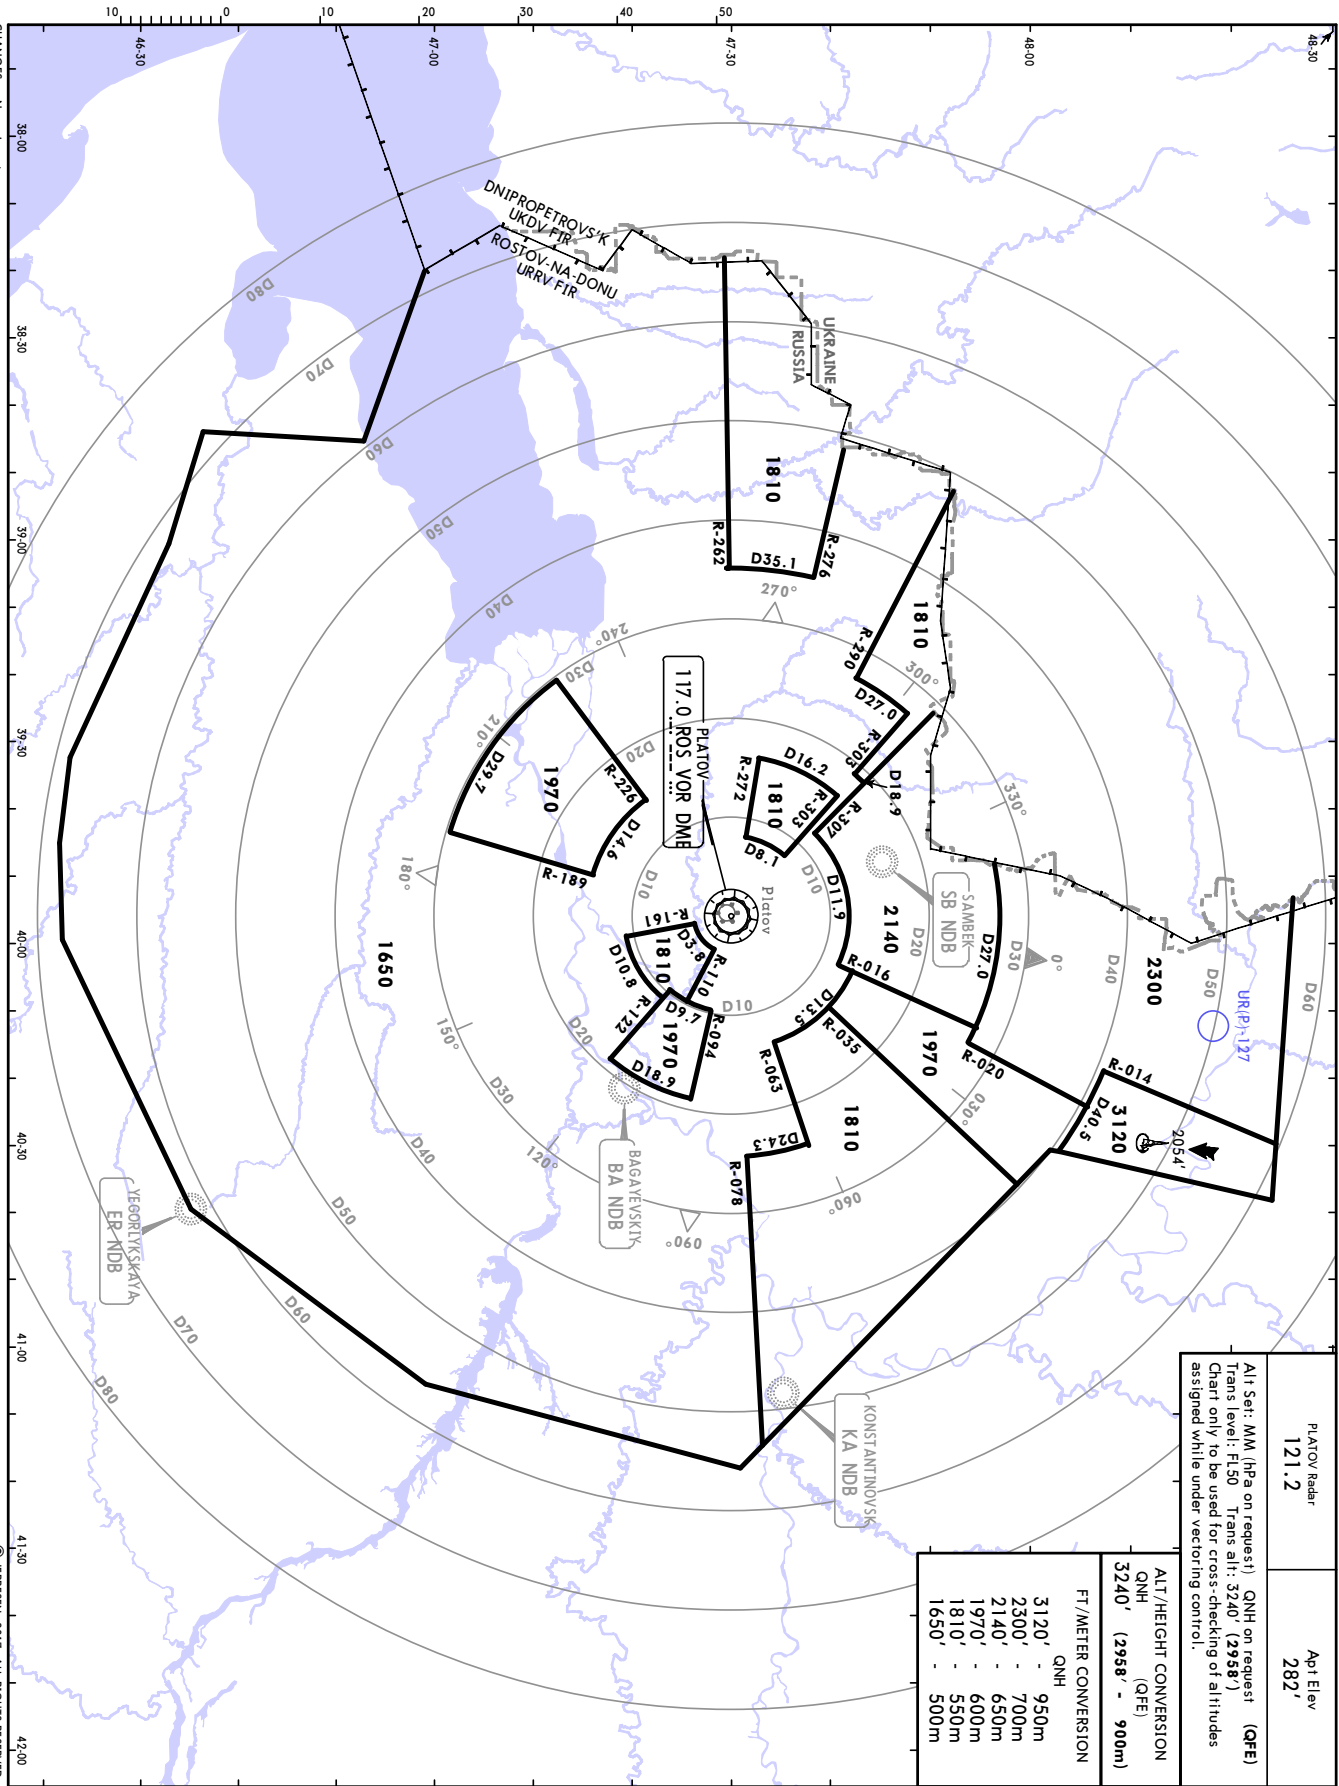 PLATOV Radar
121.2
Apt Elev
282'
Alt Set: MM (hPa on request) QNH on request (QFE)
Trans level: FL50 Trans alt: 3240' (2958')
Chart only to be used for cross-checking of altitudes
assigned while under vectoring control.
ALT/HEIGHT CONVERSION
QNH (QFE)
3240' (2958' - 900m)
FT/METER CONVERSION
QNH
3120' - 950m
2300' - 700m
2140' - 650m
1970' - 600m
1810' - 550m
1650' - 500m
48-30
48-00
47-30
47-00
46-30
38-00
38-30
39-00
39-30
40-00
40-30
41-00
41-30
42-00
10
0
10
20
30
40
50
DNIPROPETROVS'K
UKDV FIR
ROSTOV-NA-DONU
URRV FIR
UKRAINE
RUSSIA
UR(P)-127
2054'
3120
D40.5
R-014
R-020
2300
D60
D50
D40
D30
D20
D10
0°
030°
060°
090°
120°
150°
180°
210°
240°
270°
300°
330°
SAMBEK
SB NDB
2140
D27.0
D11.9
R-016
R-307
D18.9
R-303
D27.0
R-290
1810
R-276
D35.1
R-262
1810
D16.2
R-303
1810
R-272
D8.1
D10
1970
R-035
D13.5
R-063
1810
D24.3
R-078
PLATOV
117.0 ROS VOR DME
Platov
R-161
D3.8
R-110
1810
D10.8
R-122
D9.7
R-094
1970
D18.9
D10
R-226
1970
D14.6
D29.7
R-189
D10
D20
D30
D40
D50
D60
D70
D80
1650
BAGAYEVSKIY
BA NDB
KONSTANTINOVSK
KA NDB
YEGORLYKSKAYA
ER NDB
D20
D30
D40
D50
D60
D70
D80